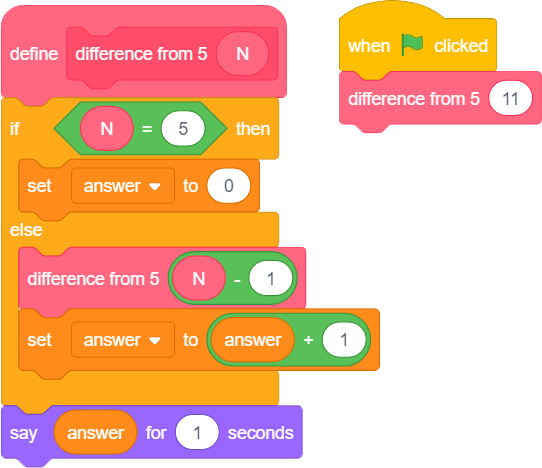 define difference from 5 N
if N = 5 then
set answer to 0
else
difference from 5 N - 1
set answer to answer + 1
say answer for 1 seconds
when clicked
difference from 5 11